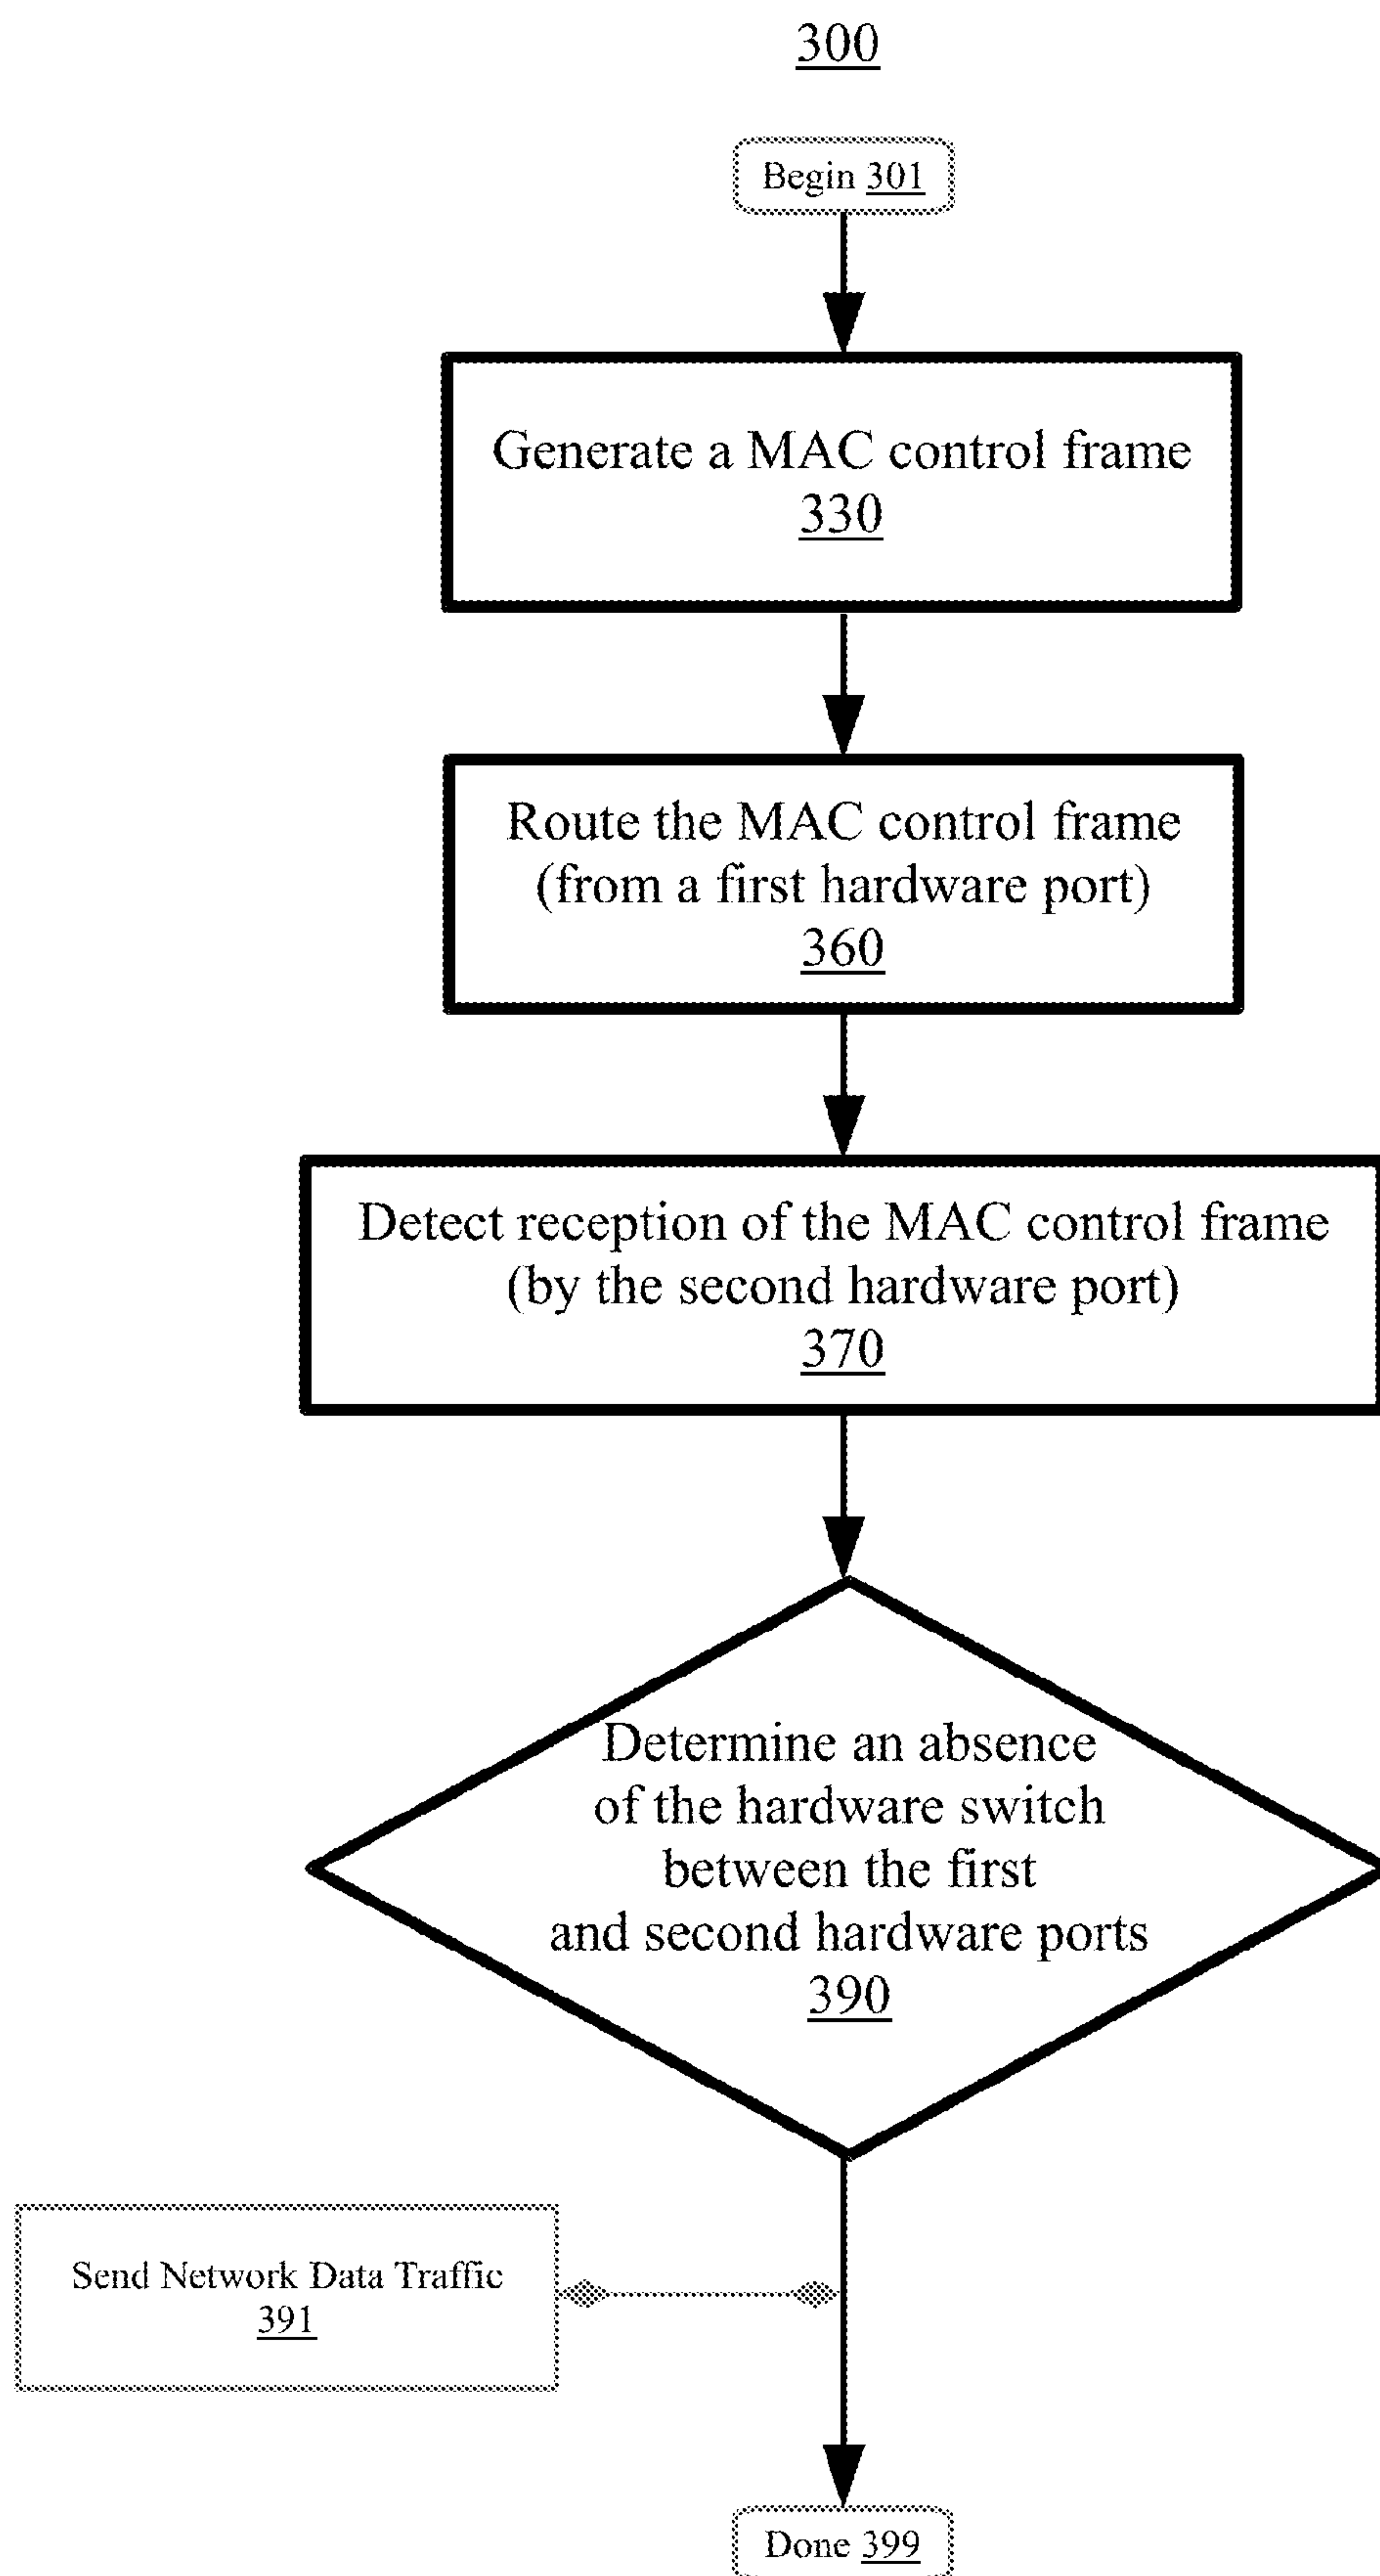 300
Begin 301
Generate a MAC control frame
330
Route the MAC control frame
(from a first hardware port)
360
Detect reception of the MAC control frame
(by the second hardware port)
370
Determine an absence
of the hardware switch
between the first
and second hardware ports
390
Send Network Data Traffic
391
Done 399